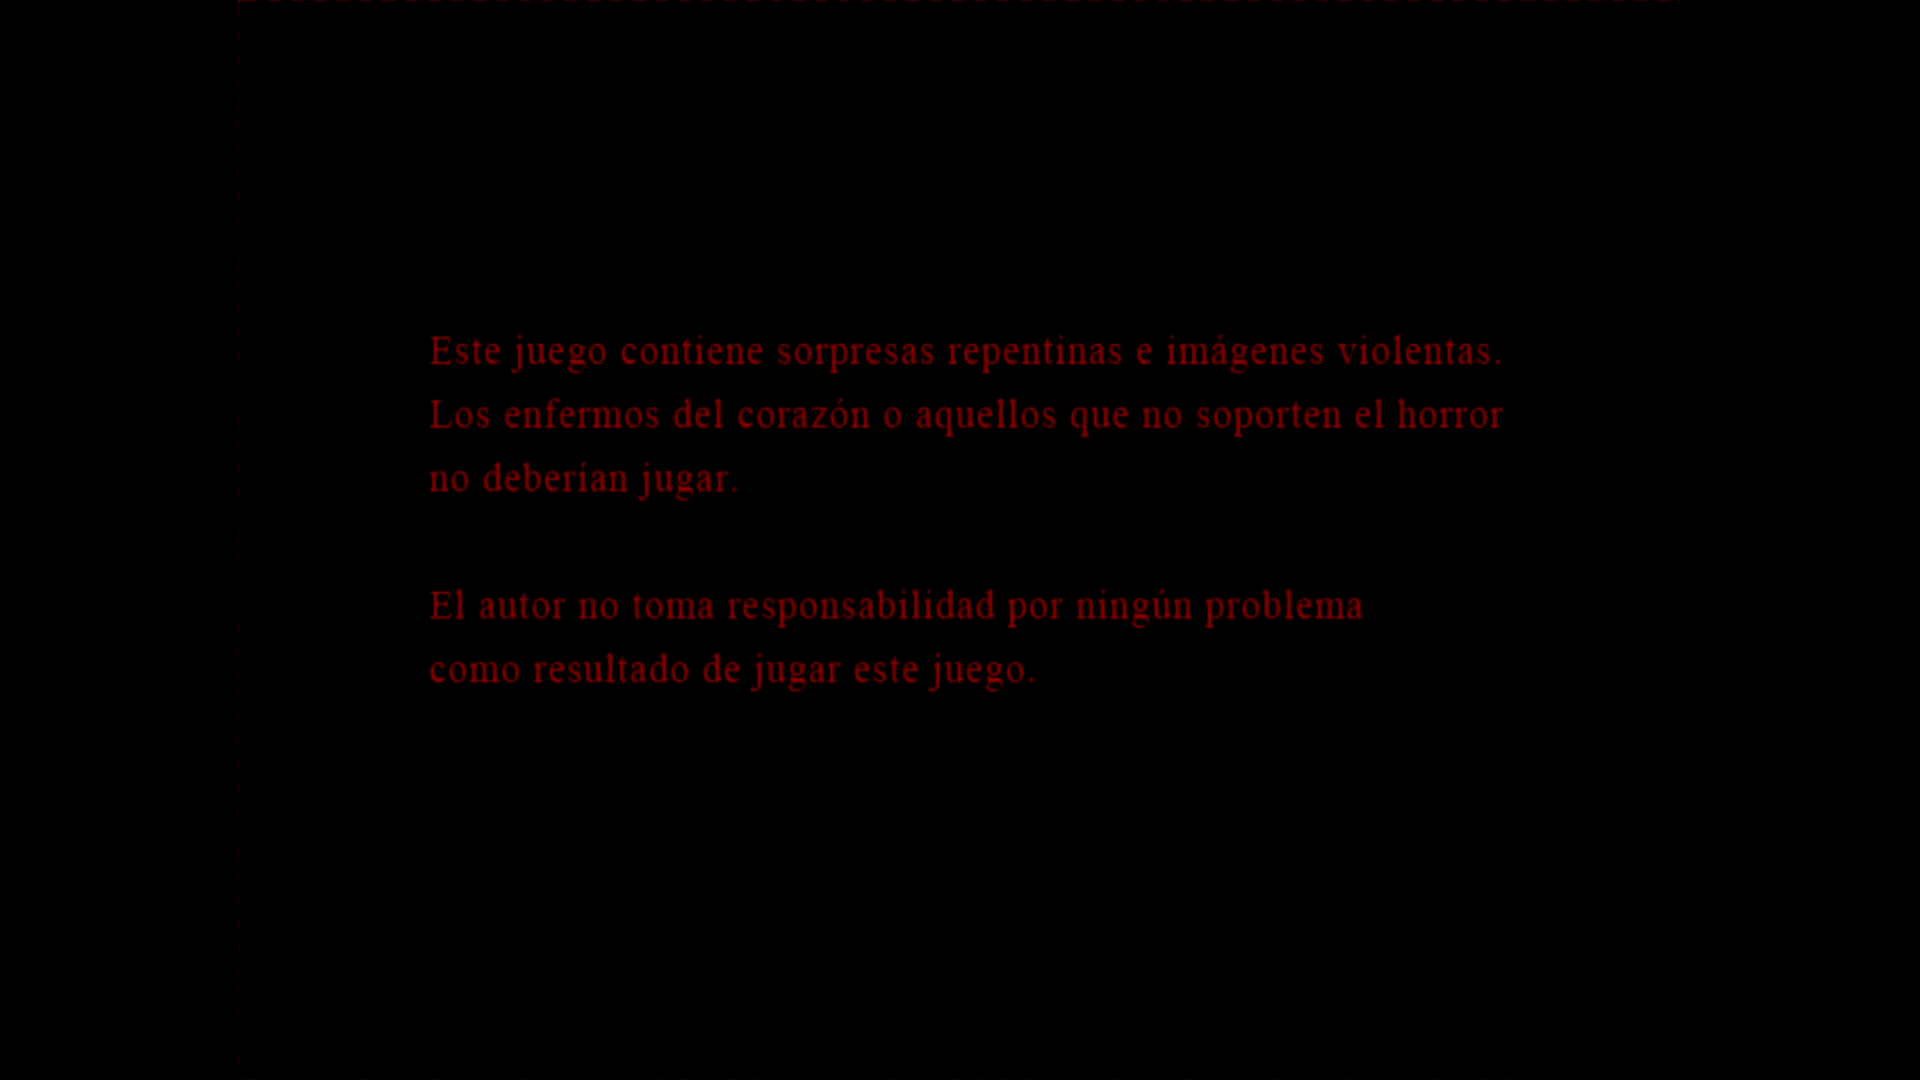 Este juego contiene sorpresas repentinas e imágenes violentas.
Los enfermos del corazón o aquellos que no soporten el horror
no deberían jugar.
El autor no toma responsabilidad por ningún problema
como resultado de jugar este juego.